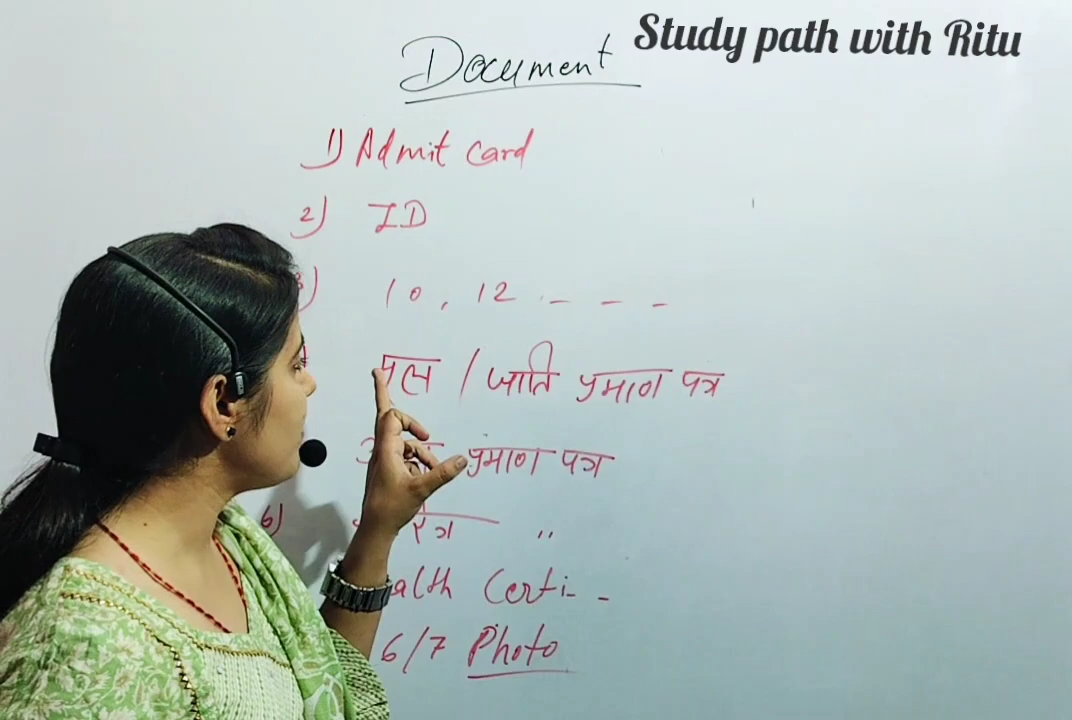 Study path with Ritu
Document
1) Admit card
2) ID
3) 10, 12 - - -
/ जाति प्रमाण पत्र
प्रमाण पत्र
6) "
Certi- -
6/7 Photo